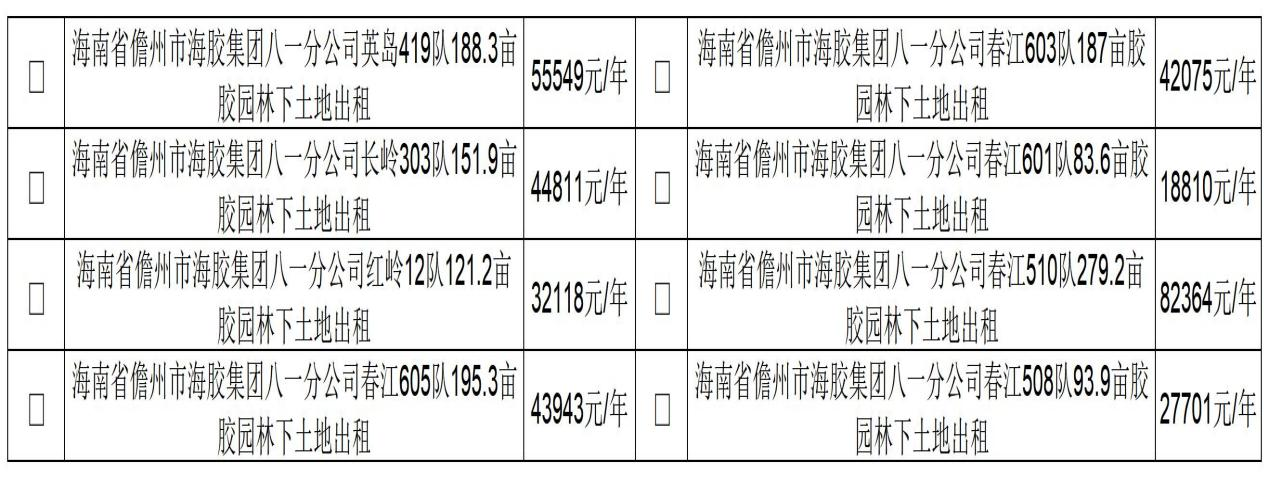 □ 海南省儋州市海胶集团八一分公司英岛419队188.3亩 55549元/年 □ 海南省儋州市海胶集团八一分公司春江603队187亩胶 42075元/年
胶园林下土地出租 园林下土地出租
□ 海南省儋州市海胶集团八一分公司长岭303队151.9亩 44811元/年 □ 海南省儋州市海胶集团八一分公司春江601队83.6亩胶 18810元/年
胶园林下土地出租 园林下土地出租
□ 海南省儋州市海胶集团八一分公司红岭12队121.2亩 32118元/年 □ 海南省儋州市海胶集团八一分公司春江510队279.2亩 82364元/年
胶园林下土地出租 胶园林下土地出租
□ 海南省儋州市海胶集团八一分公司春江605队195.3亩 43943元/年 □ 海南省儋州市海胶集团八一分公司春江508队93.9亩胶 27701元/年
胶园林下土地出租 园林下土地出租